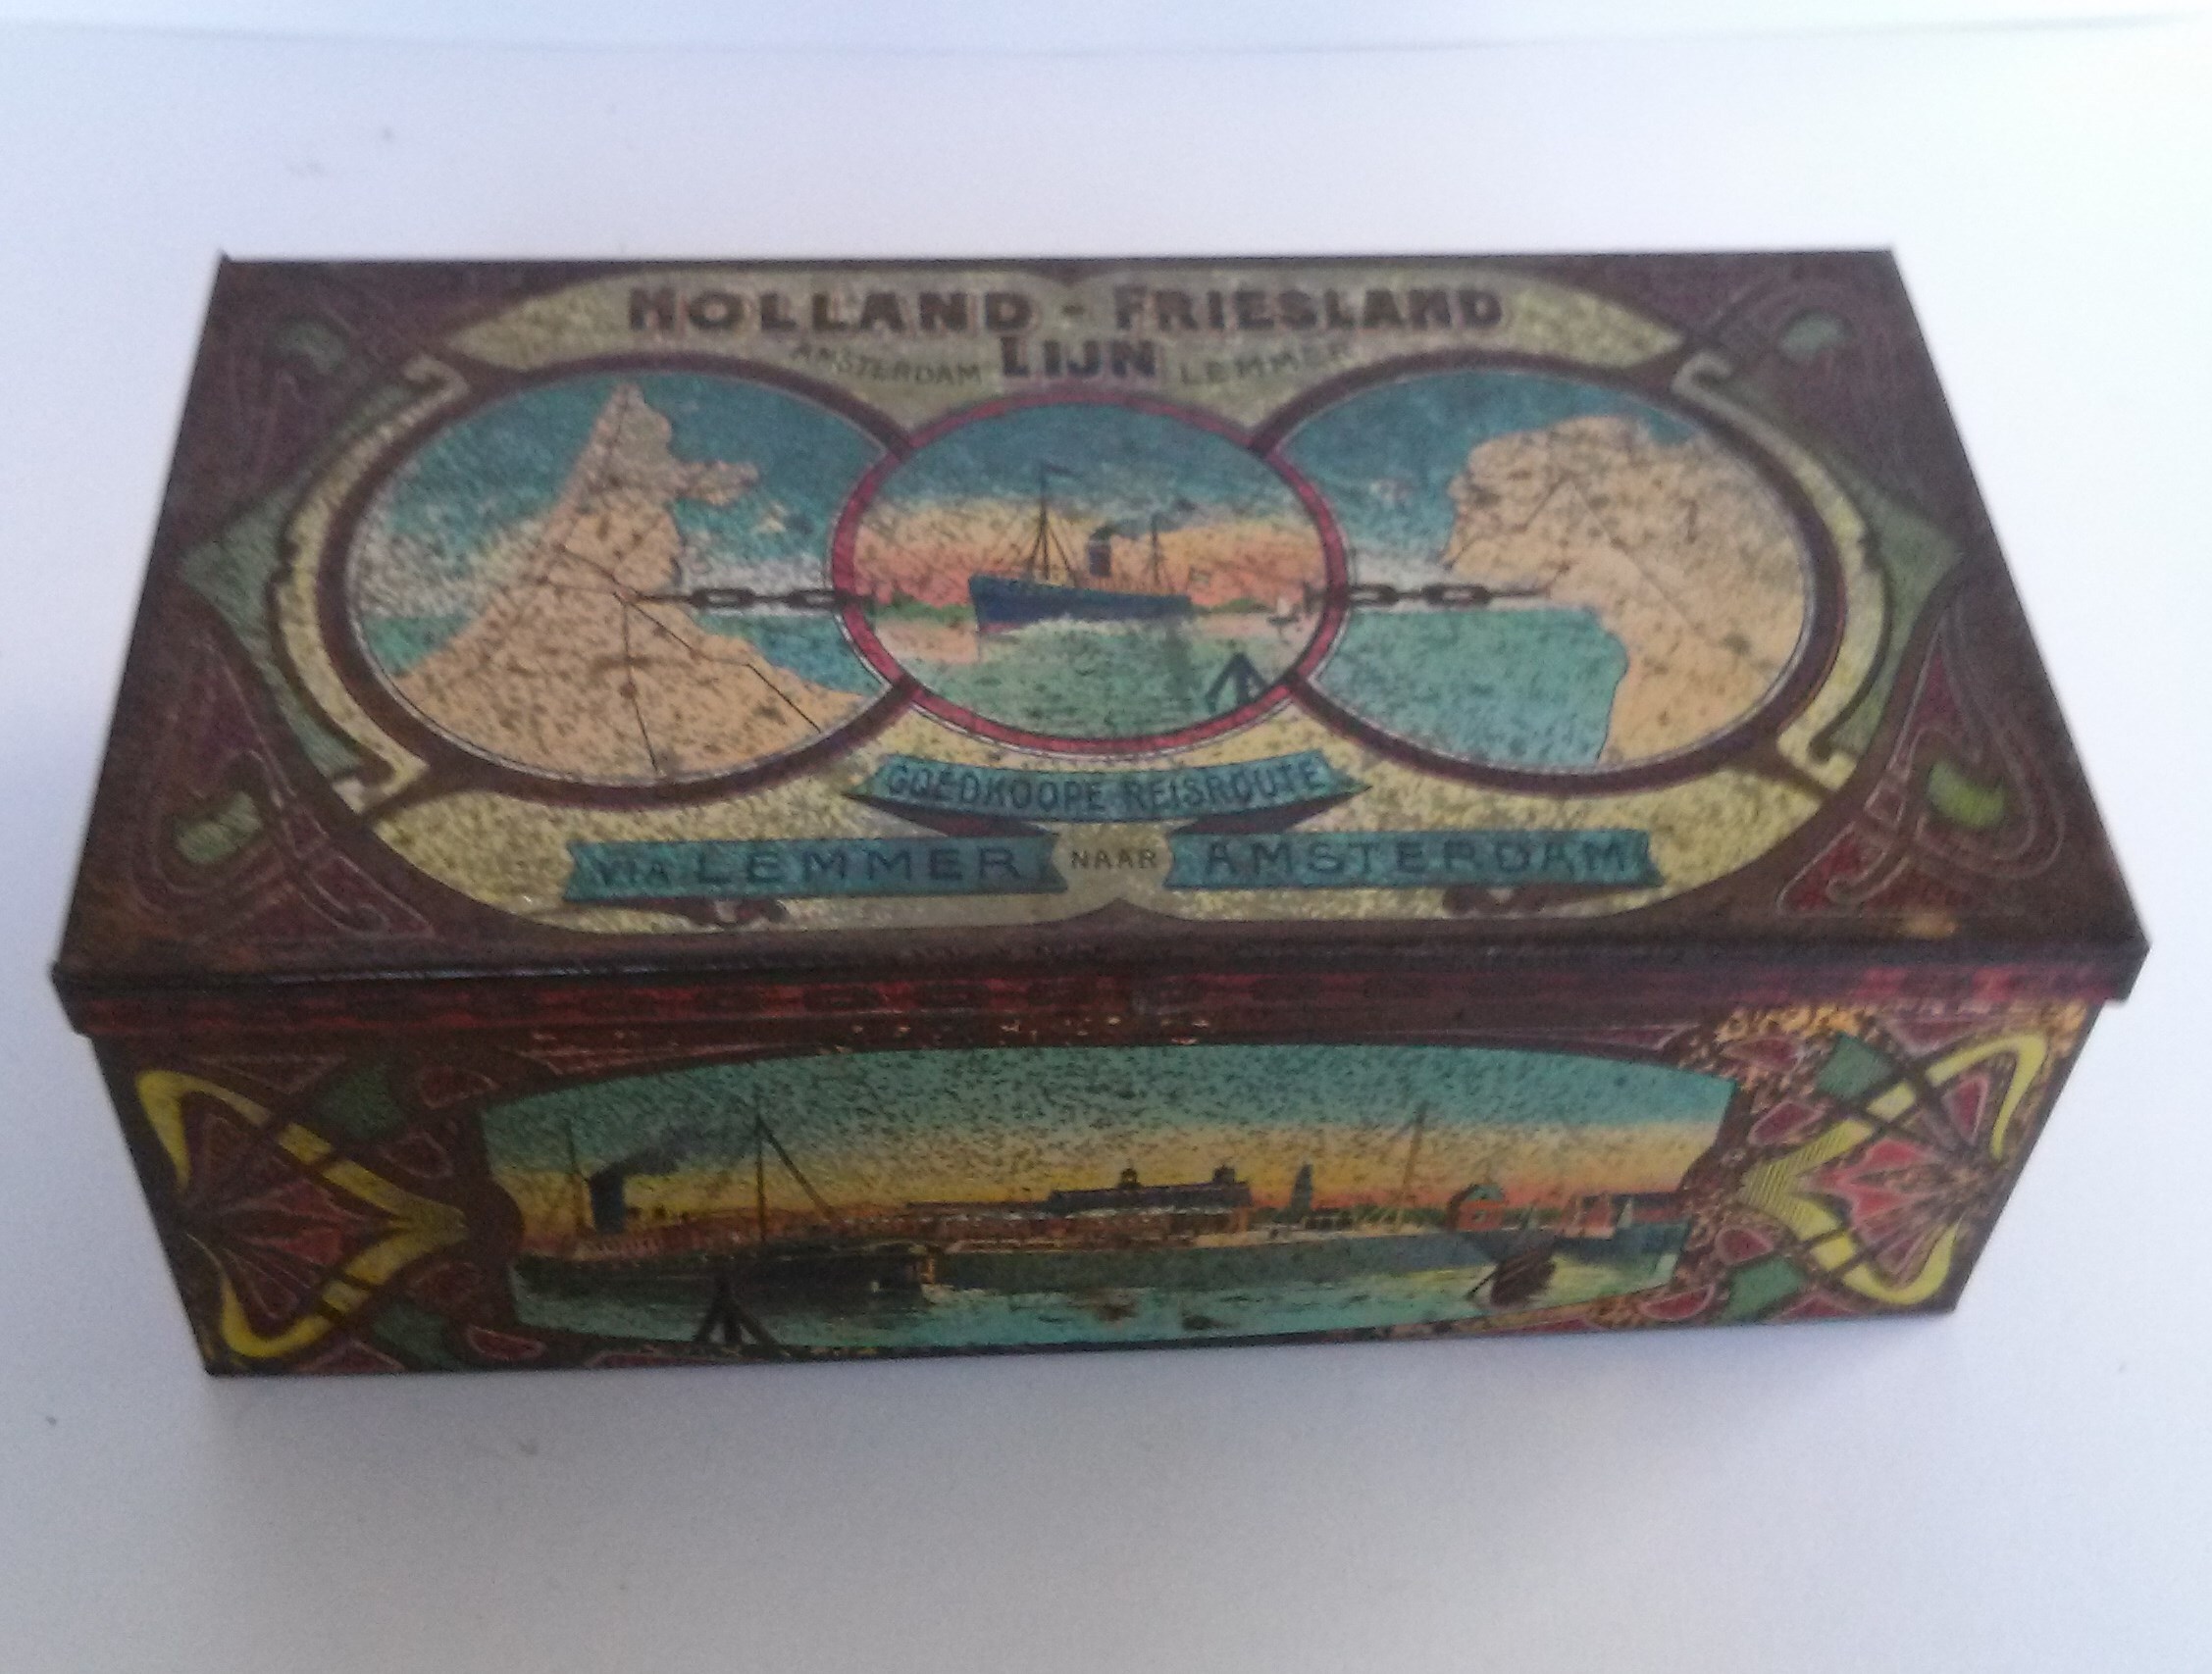 HOLLAND - FRIESLAND
AMSTERDAM LIJN LEMMER
GOEDKOOPE REISROUTE
VIA LEMMER NAAR AMSTERDAM